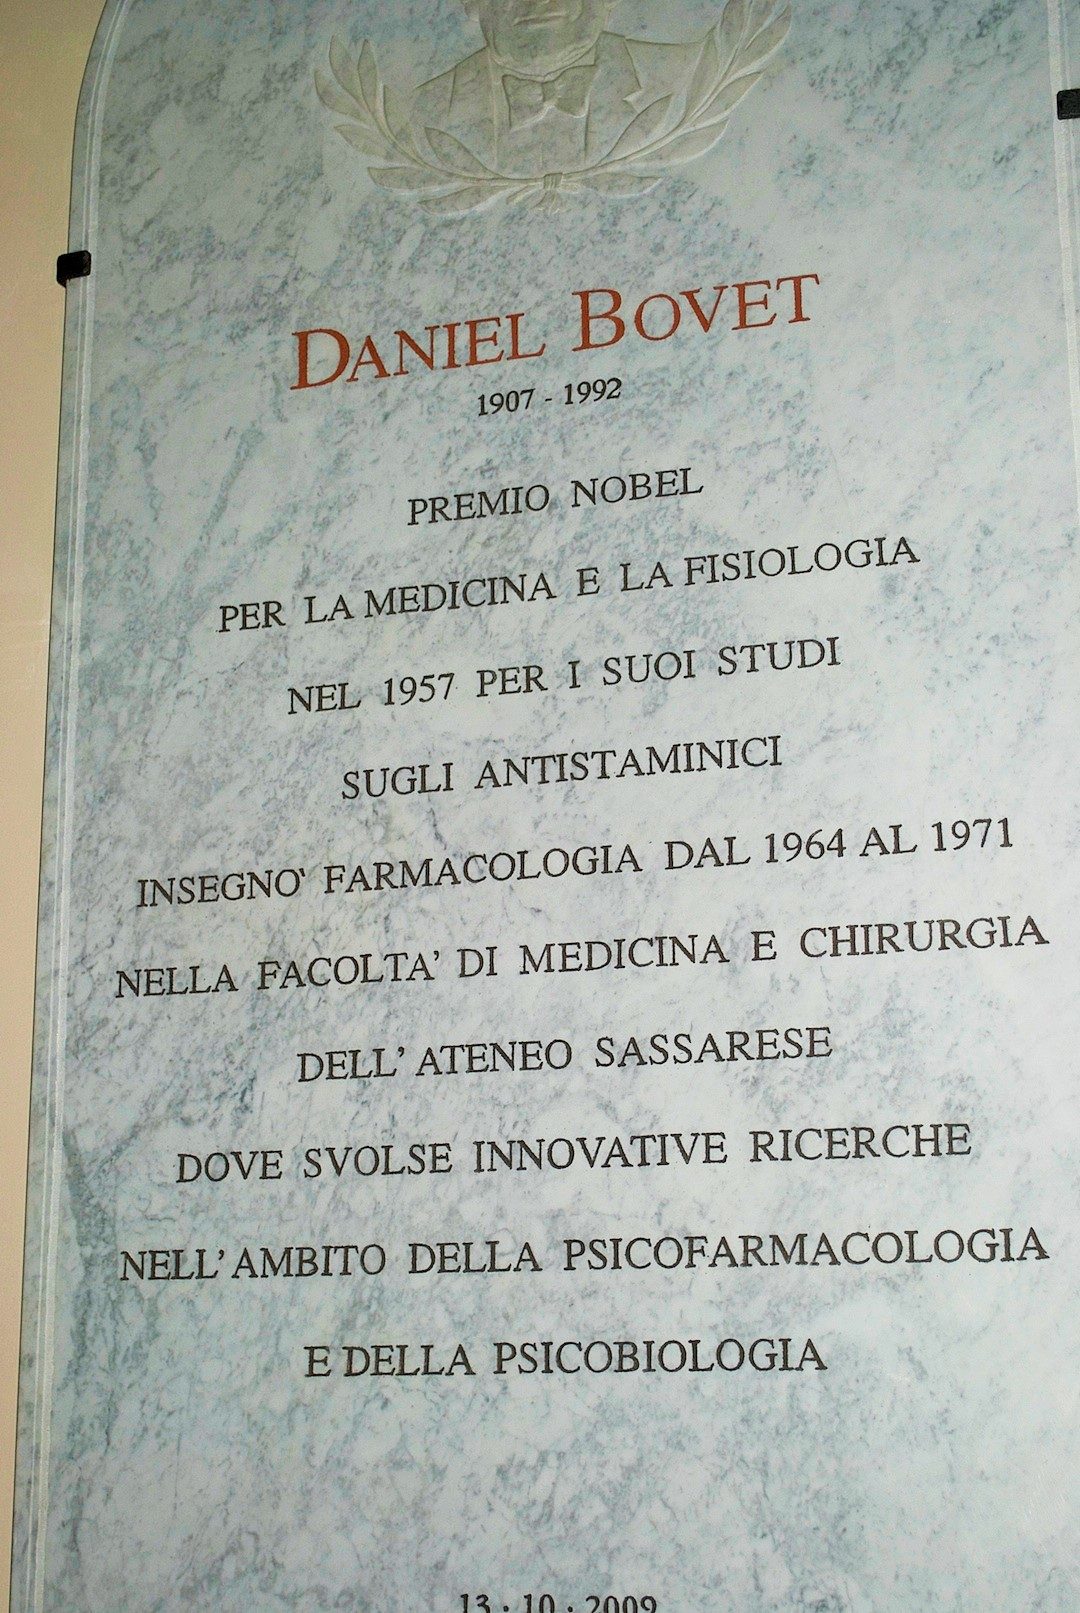 DANIEL BOVET
1907 - 1992
PREMIO NOBEL
PER LA MEDICINA E LA FISIOLOGIA
NEL 1957 PER I SUOI STUDI
SUGLI ANTISTAMINICI
INSEGNO' FARMACOLOGIA DAL 1964 AL 1971
NELLA FACOLTA' DI MEDICINA E CHIRURGIA
DELL' ATENEO SASSARESE
DOVE SVOLSE INNOVATIVE RICERCHE
NELL'AMBITO DELLA PSICOFARMACOLOGIA
E DELLA PSICOBIOLOGIA
13 · 10 · 2009